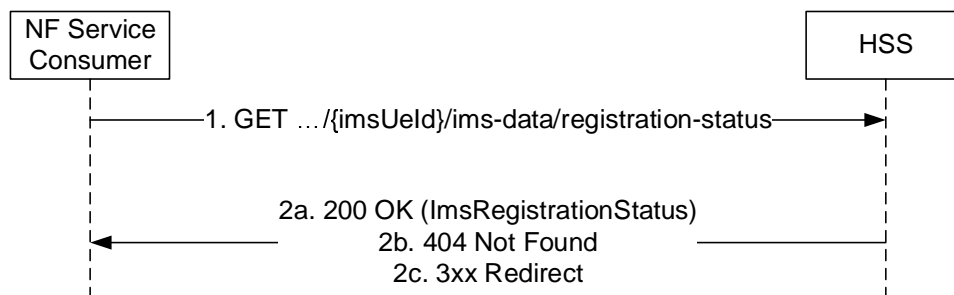 NF Service
Consumer
HSS
1. GET …/{imsUeId}/ims-data/registration-status
2a. 200 OK (ImsRegistrationStatus)
2b. 404 Not Found
2c. 3xx Redirect